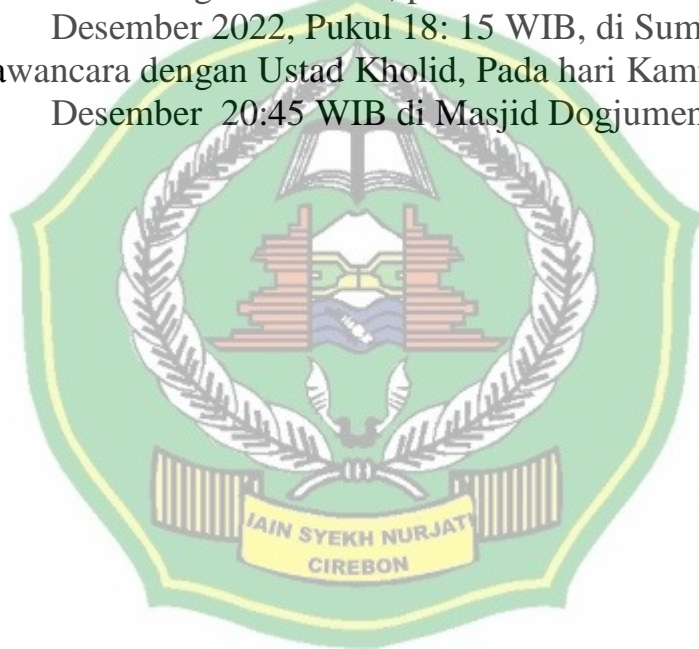 Desember 2022, Pukul 18: 15 WIB, di Sum
awancara dengan Ustad Kholid, Pada hari Kam
Desember  20:45 WIB di Masjid Dogjumen
IAIN SYEKH NURJATI
CIREBON